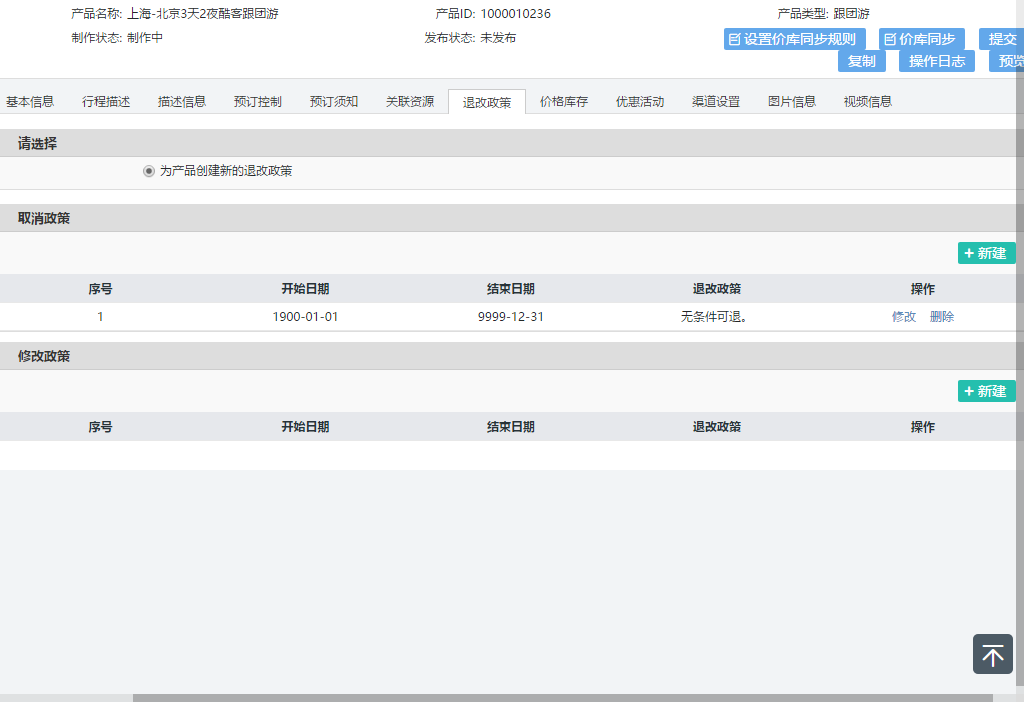 产品名称: 上海-北京3天2夜酷客跟团游 产品ID: 1000010236 产品类型: 跟团游
制作状态: 制作中 发布状态: 未发布 设置价库同步规则 价库同步 提交
复制 操作日志 预览
基本信息 行程描述 描述信息 预订控制 预订须知 关联资源 退改政策 价格库存 优惠活动 渠道设置 图片信息 视频信息
请选择
为产品创建新的退改政策
取消政策
+ 新建
序号 开始日期 结束日期 退改政策 操作
1 1900-01-01 9999-12-31 无条件可退。 修改 删除
修改政策
+ 新建
序号 开始日期 结束日期 退改政策 操作